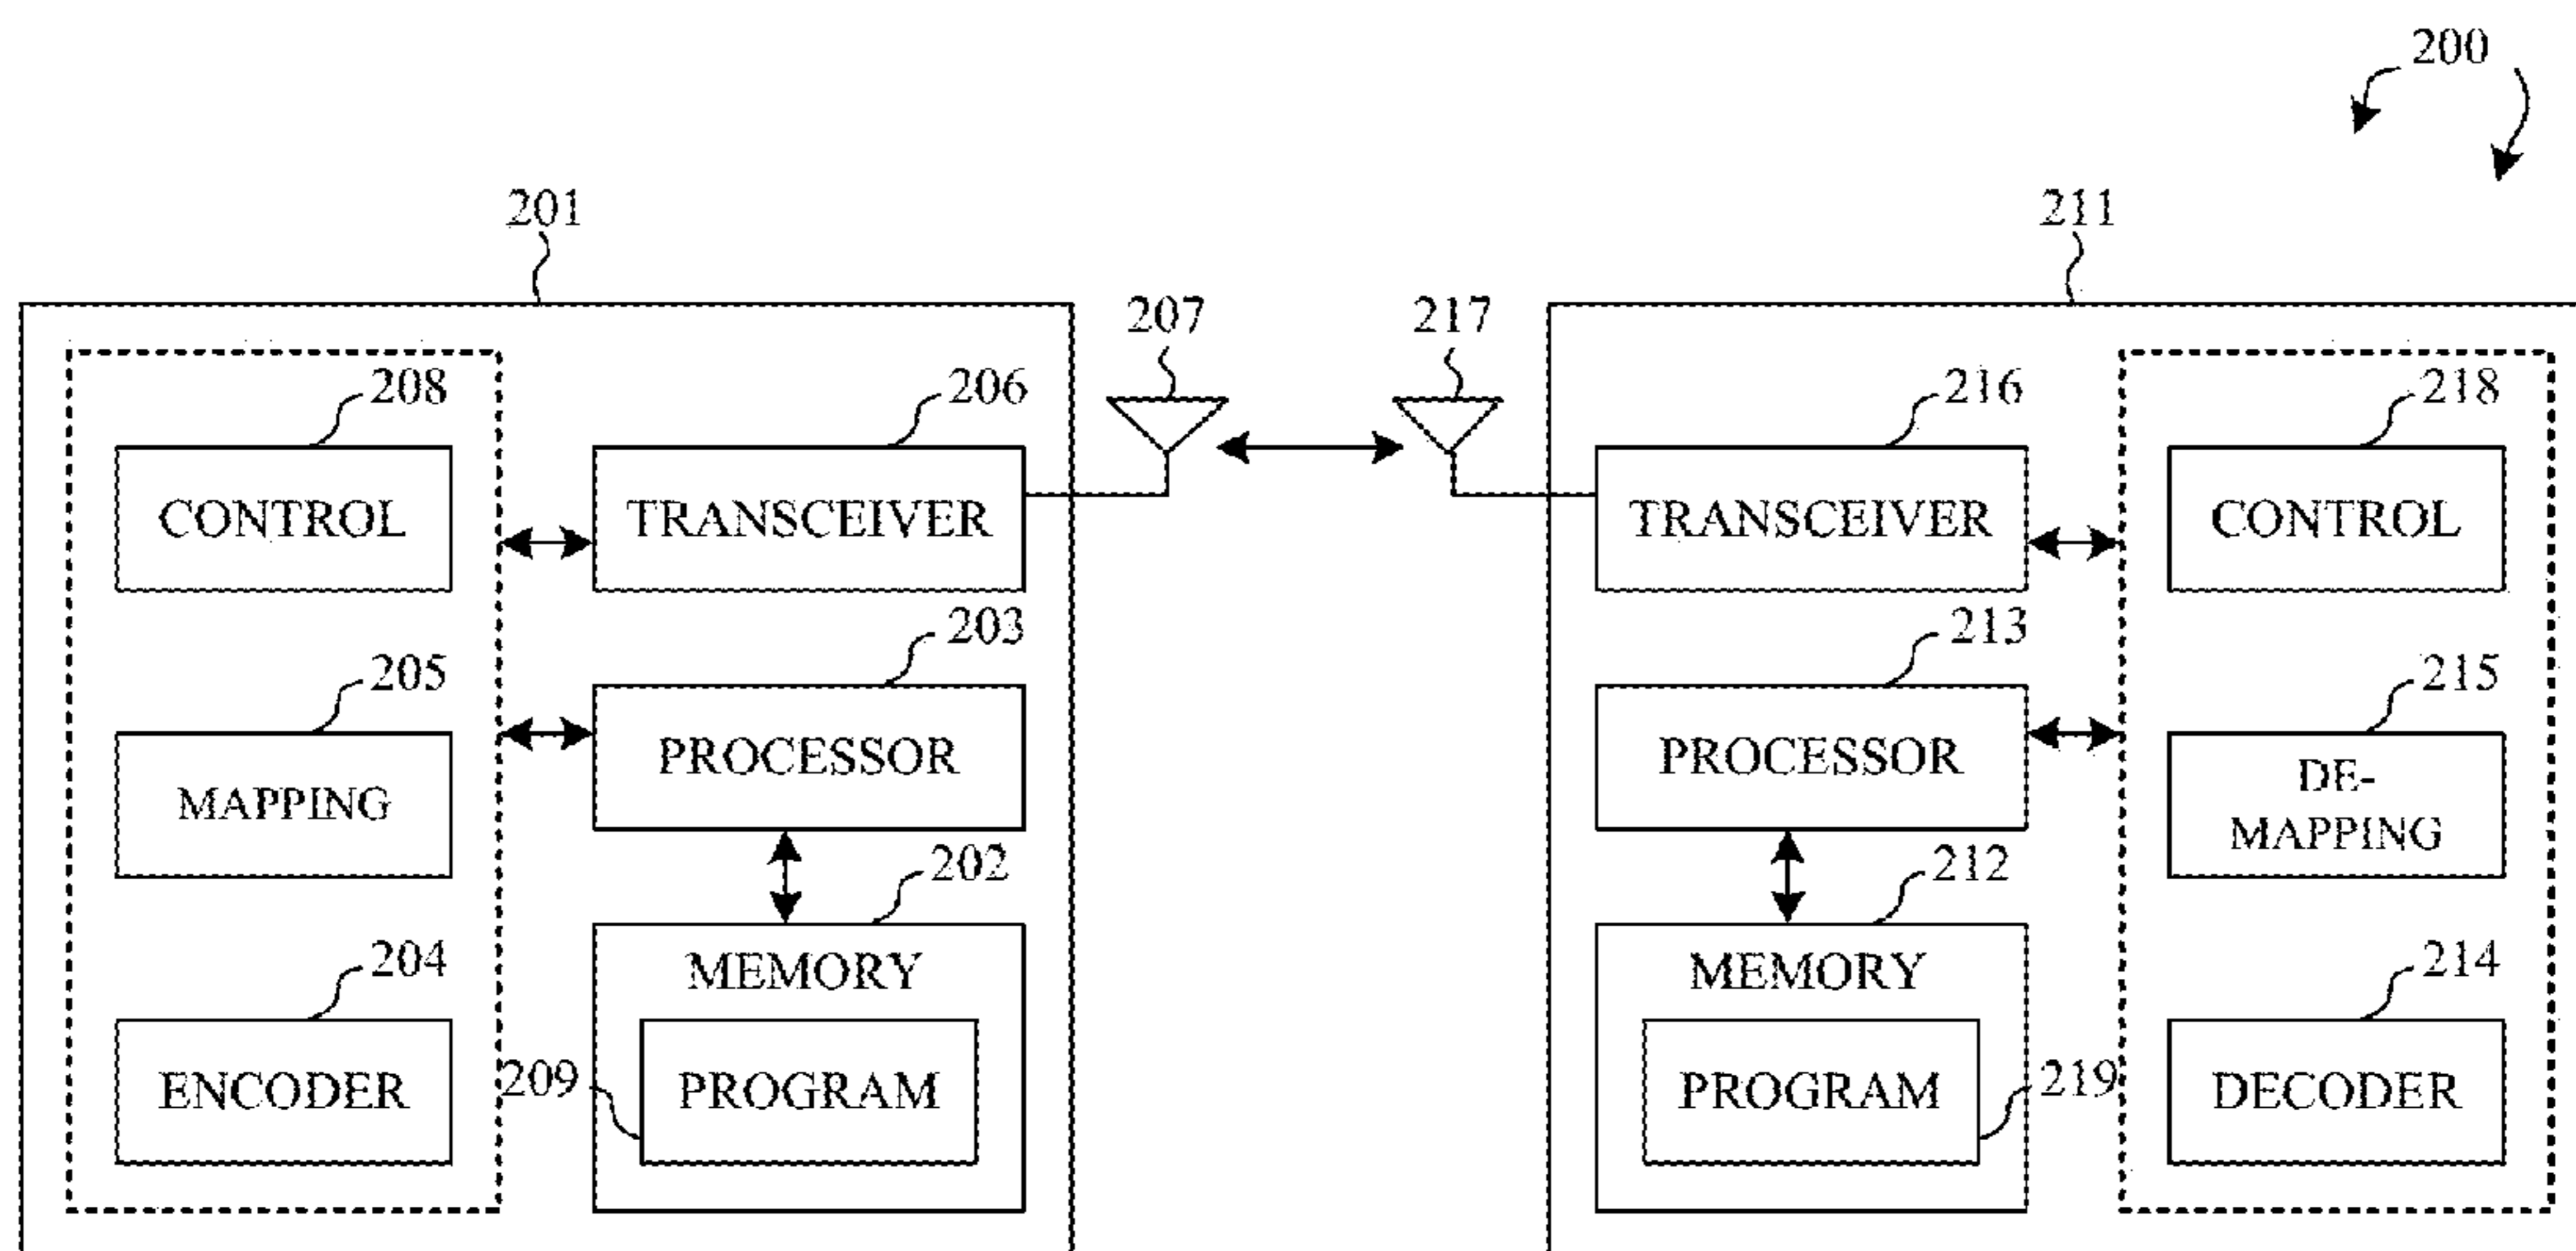 200
201
211
207
217
208
206
216
218
CONTROL
TRANSCEIVER
TRANSCEIVER
CONTROL
205
203
213
215
MAPPING
PROCESSOR
PROCESSOR
DE-
MAPPING
204
202
212
214
MEMORY
MEMORY
ENCODER
209
PROGRAM
PROGRAM
219
DECODER